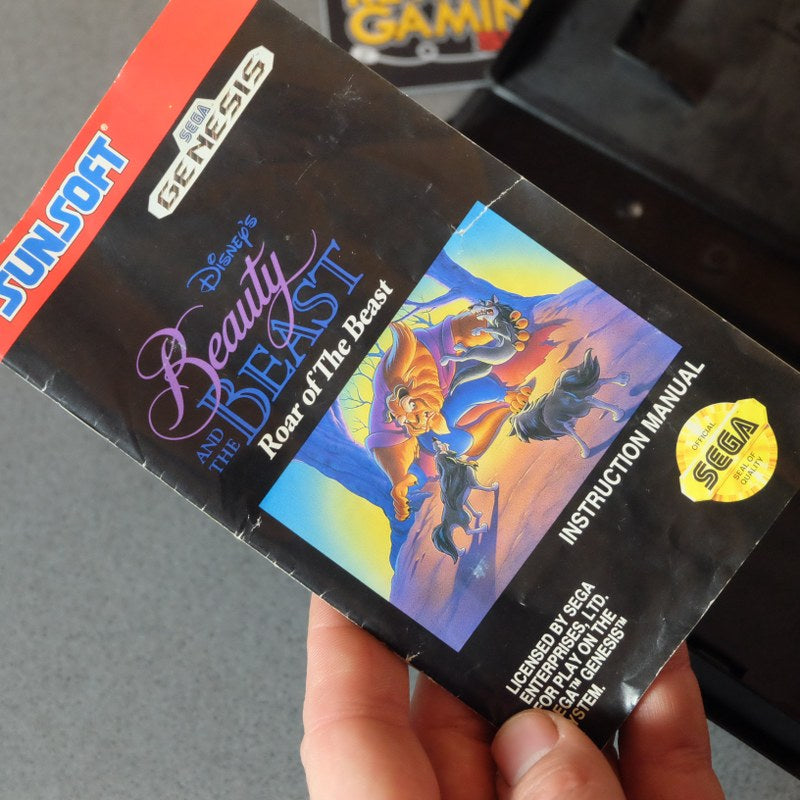 GAMIN
SUNSOFT®
SEGA
GENESIS
DISNEY'S
Beauty
AND THE BEAST
Roar of The Beast
INSTRUCTION MANUAL
OFFICIAL
SEGA
SEAL OF
QUALITY
LICENSED BY SEGA
ENTERPRISES, LTD.
FOR PLAY ON THE
SEGA™ GENESIS™
SYSTEM.